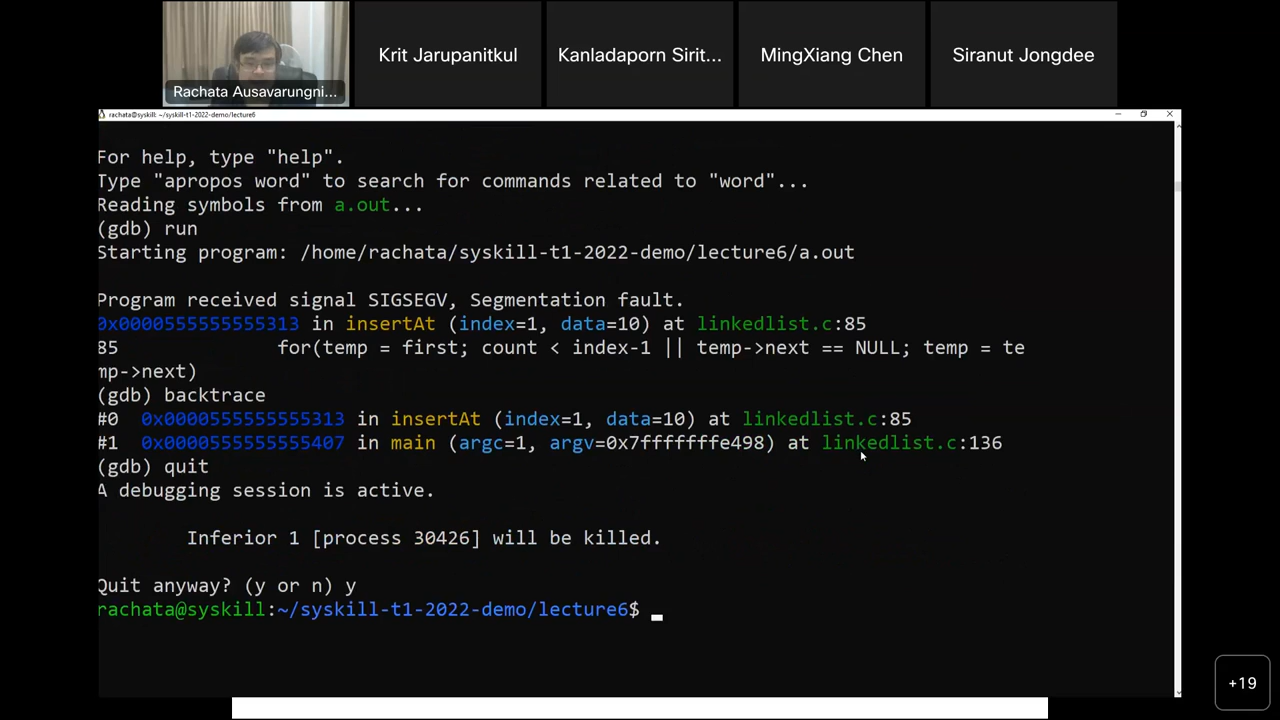 Rachata Ausavarungni...
Krit Jarupanitkul
Kanladaporn Sirit...
MingXiang Chen
Siranut Jongdee
rachata@syskill: ~/syskill-t1-2022-demo/lecture6
For help, type "help".
Type "apropos word" to search for commands related to "word"...
Reading symbols from a.out...
(gdb) run
Starting program: /home/rachata/syskill-t1-2022-demo/lecture6/a.out
Program received signal SIGSEGV, Segmentation fault.
0x0000555555555313 in insertAt (index=1, data=10) at linkedlist.c:85
85 for(temp = first; count < index-1 || temp->next == NULL; temp = te
mp->next)
(gdb) backtrace
#0 0x0000555555555313 in insertAt (index=1, data=10) at linkedlist.c:85
#1 0x0000555555555407 in main (argc=1, argv=0x7fffffffe498) at linkedlist.c:136
(gdb) quit
A debugging session is active.
Inferior 1 [process 30426] will be killed.
Quit anyway? (y or n) y
rachata@syskill:~/syskill-t1-2022-demo/lecture6$
+19